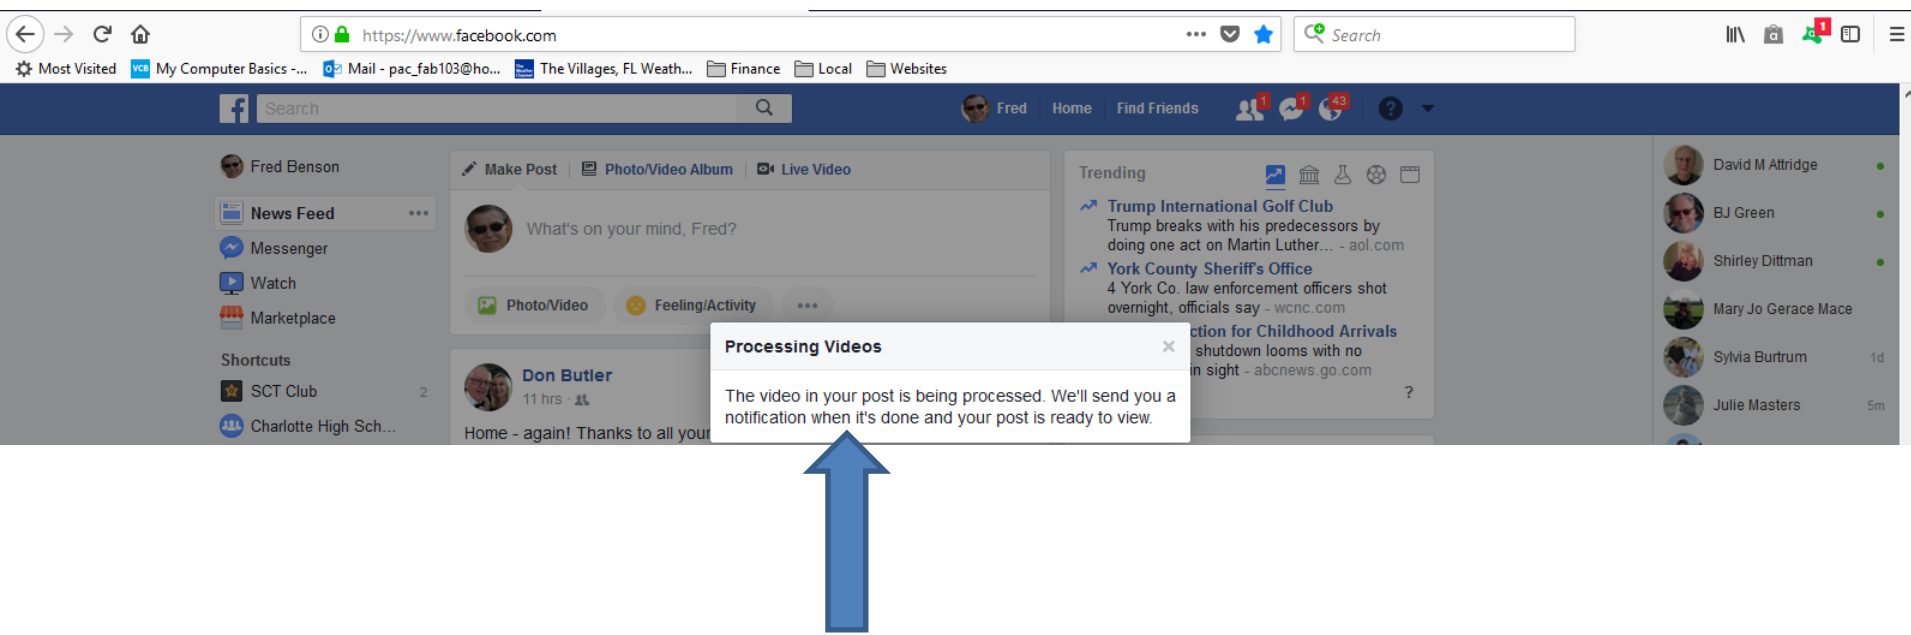 https://www.facebook.com
Search
Most Visited
VCB My Computer Basics -...
Mail - pac_fab103@ho...
The Villages, FL Weath...
Finance
Local
Websites
1
Search
Fred
Home
Find Friends
1
1
43
?
Fred Benson
News Feed
Messenger
Watch
Marketplace
Shortcuts
SCT Club 2
Charlotte High Sch...
Make Post
Photo/Video Album
Live Video
What's on your mind, Fred?
Photo/Video
Feeling/Activity
Don Butler
11 hrs
Home - again! Thanks to all your
Processing Videos
The video in your post is being processed. We'll send you a
notification when it's done and your post is ready to view.
Trending
Trump International Golf Club
Trump breaks with his predecessors by
doing one act on Martin Luther... - aol.com
York County Sheriff's Office
4 York Co. law enforcement officers shot
overnight, officials say - wcnc.com
ction for Childhood Arrivals
shutdown looms with no
in sight - abcnews.go.com
?
David M Attridge
BJ Green
Shirley Dittman
Mary Jo Gerace Mace
Sylvia Burtrum 1d
Julie Masters 5m